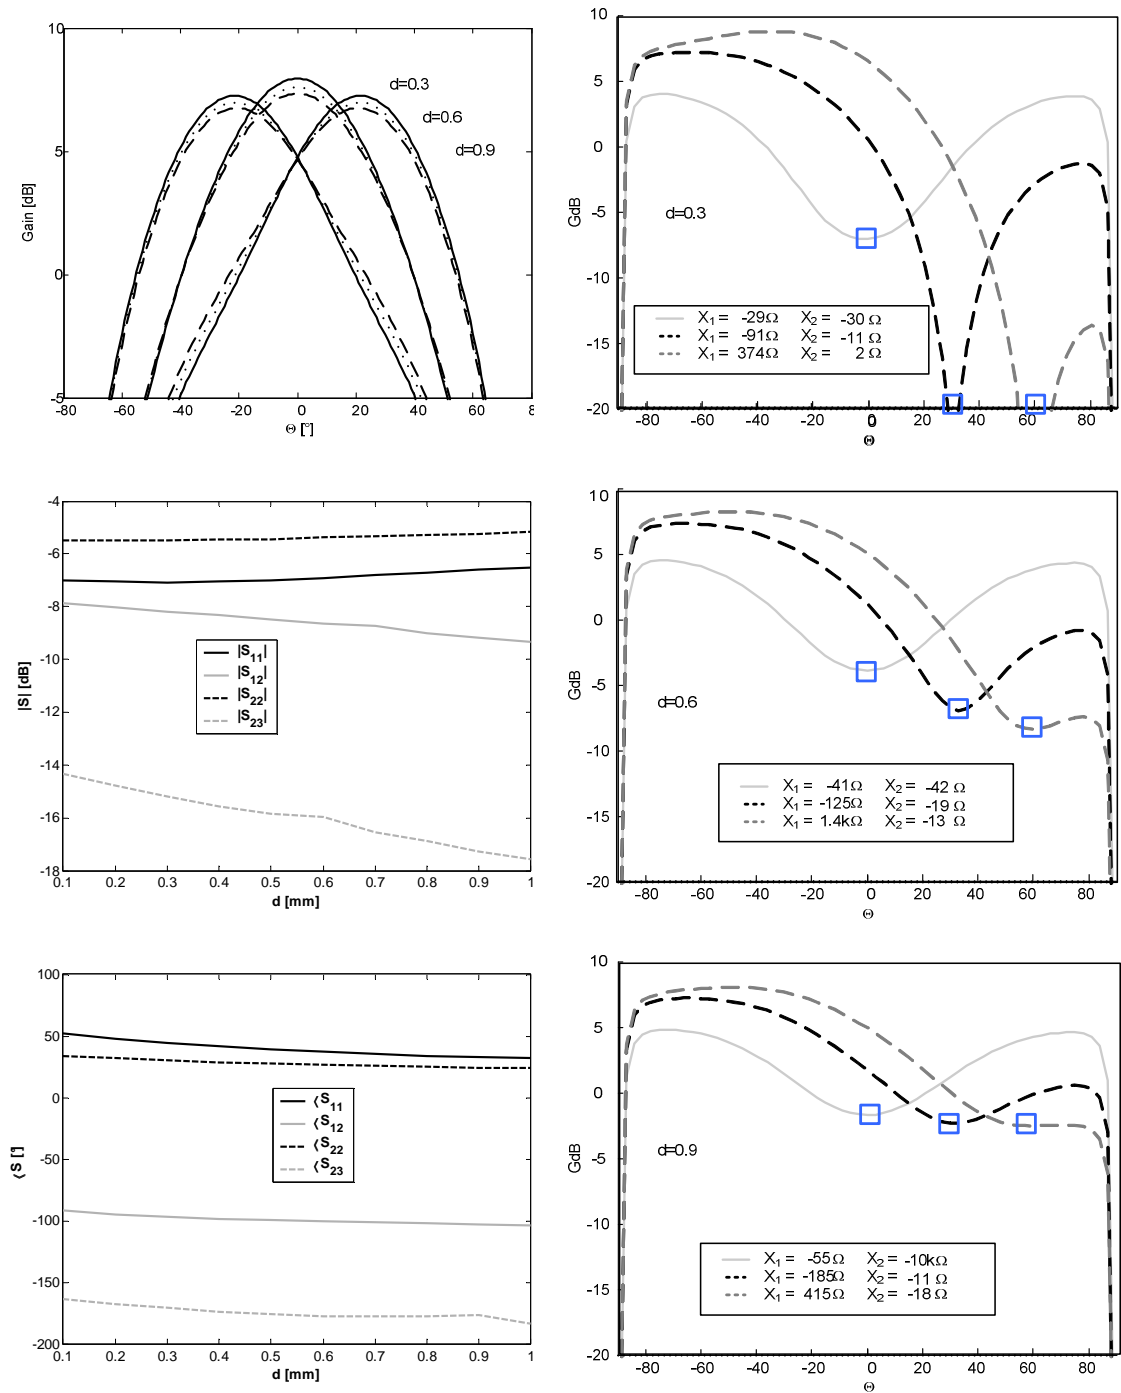 10
5
0
-5
Gain [dB]
-80 -60 -40 -20 0 20 40 60 8
Θ [°]
d=0.3
d=0.6
d=0.9
10
5
0
-5
-10
-15
-20
GdB
d=0.3
X1 = -29Ω X2 = -30 Ω
X1 = -91Ω X2 = -11 Ω
X1 = 374Ω X2 = 2 Ω
-80 -60 -40 -20 0 20 40 60 80
Θ
-4
-6
-8
-10
-12
-14
-16
-18
|S| [dB]
|S11|
|S12|
|S22|
|S23|
0.1 0.2 0.3 0.4 0.5 0.6 0.7 0.8 0.9 1
d [mm]
10
5
0
-5
-10
-15
-20
GdB
d=0.6
X1 = -41Ω X2 = -42 Ω
X1 = -125Ω X2 = -19 Ω
X1 = 1.4kΩ X2 = -13 Ω
-80 -60 -40 -20 0 20 40 60 80
Θ
100
50
0
-50
-100
-150
-200
⟨S [°]
⟨S11
⟨S12
⟨S22
⟨S23
0.1 0.2 0.3 0.4 0.5 0.6 0.7 0.8 0.9 1
d [mm]
10
5
0
-5
-10
-15
-20
GdB
d=0.9
X1 = -55Ω X2 = -10kΩ
X1 = -185Ω X2 = -11 Ω
X1 = 415Ω X2 = -18 Ω
-80 -60 -40 -20 0 20 40 60 80
Θ